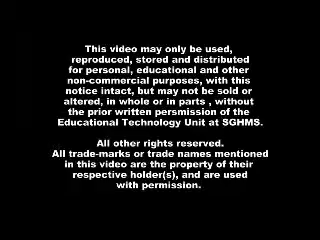 This video may only be used,
reproduced, stored and distributed
for personal, educational and other
non-commercial purposes, with this
notice intact, but may not be sold or
altered, in whole or in parts , without
the prior written persmission of the
Educational Technology Unit at SGHMS.
All other rights reserved.
All trade-marks or trade names mentioned
in this video are the property of their
respective holder(s), and are used
with permission.